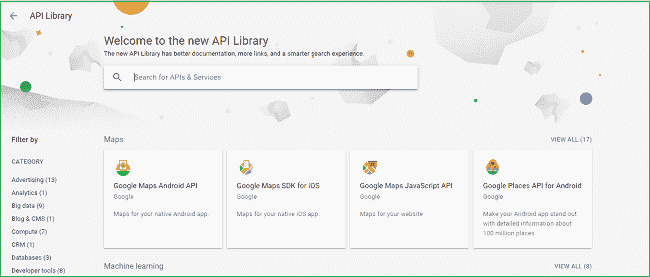 API Library
Welcome to the new API Library
The new API Library has better documentation, more links, and a smarter search experience.
Search for APIs & Services
Filter by
CATEGORY
Advertising (13)
Analytics (1)
Big data (9)
Blog & CMS (1)
Compute (7)
CRM (1)
Databases (3)
Developer tools (8)
Maps
VIEW ALL (17)
Google Maps Android API
Google
Maps for your native Android app.
Google Maps SDK for iOS
Google
Maps for your native iOS app.
Google Maps JavaScript API
Google
Maps for your website
Google Places API for Android
Google
Make your Android app stand out
with detailed information about
100 million places
Machine learning
VIEW ALL (8)